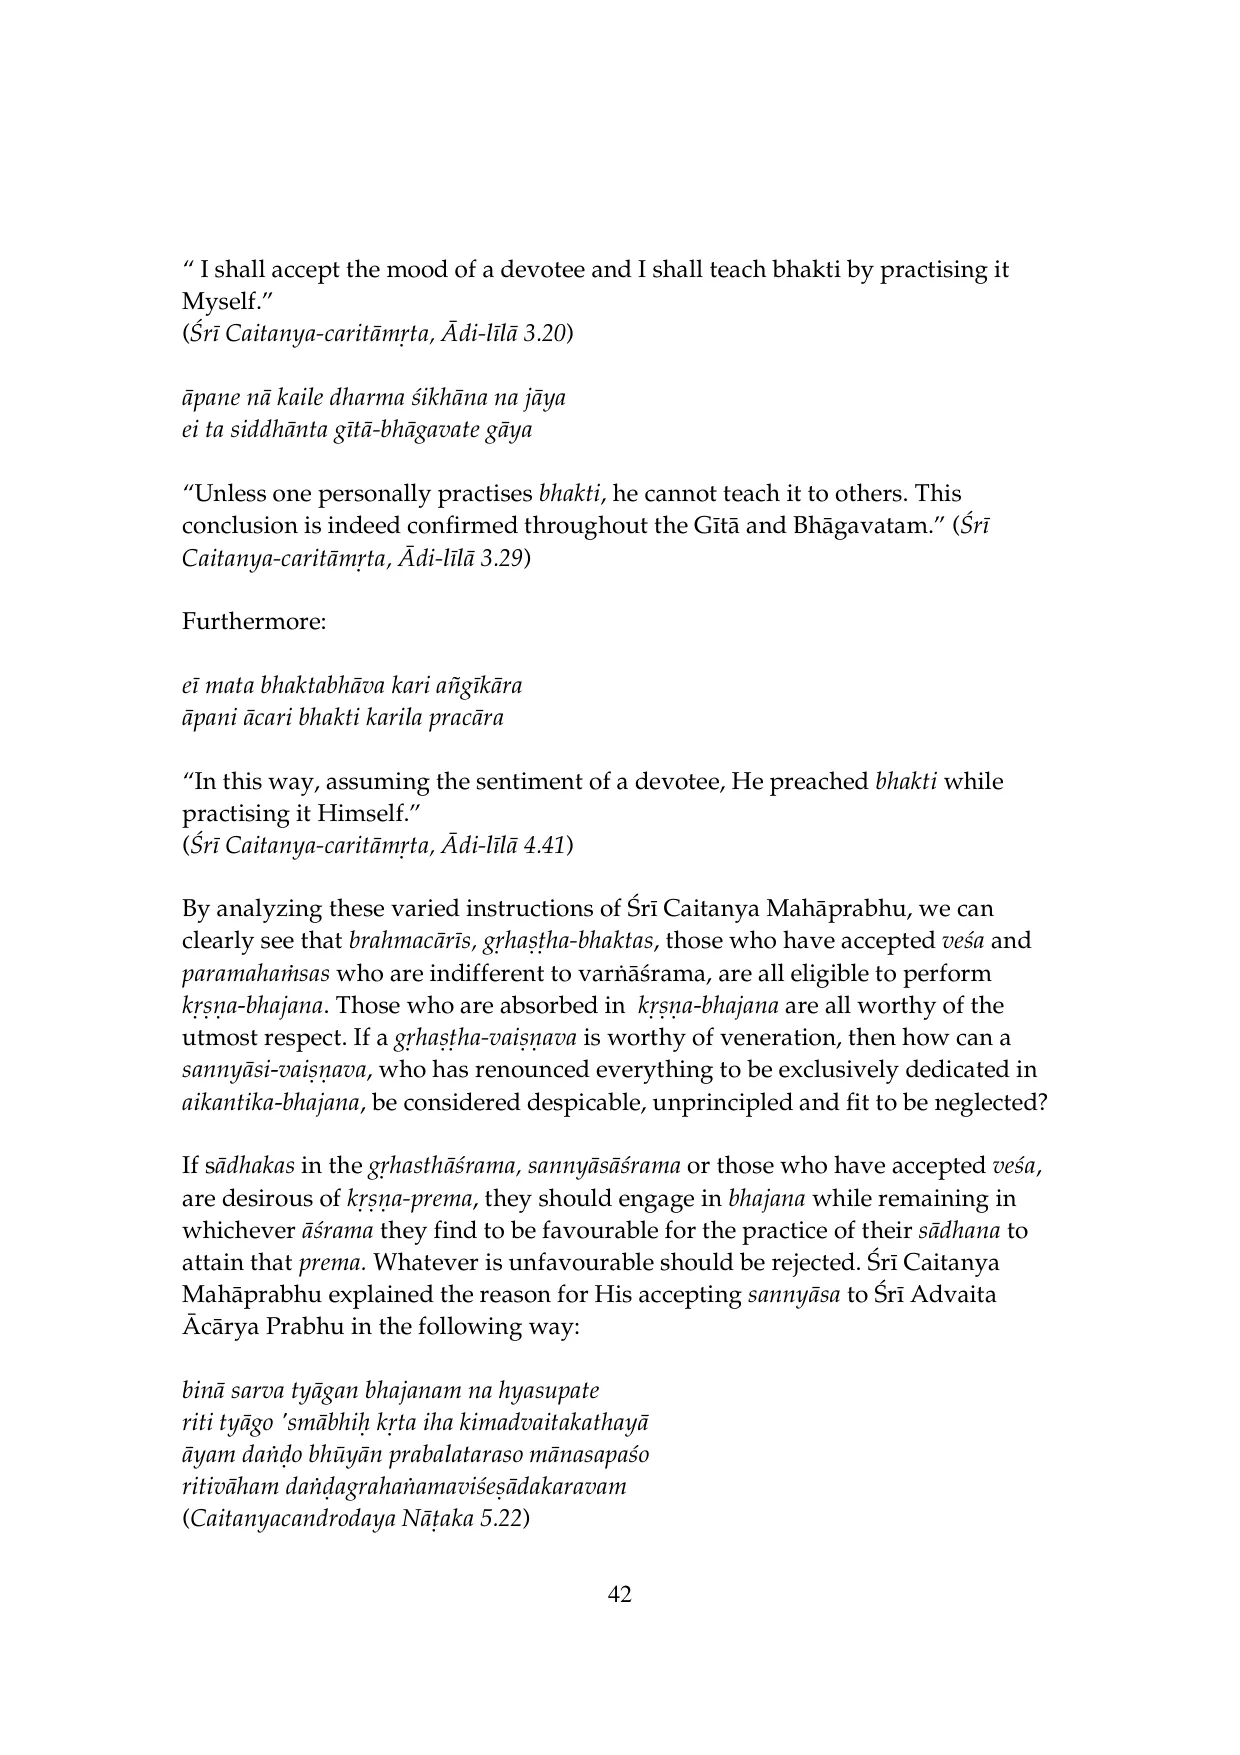 “ I shall accept the mood of a devotee and I shall teach bhakti by practising it
Myself.”
(Śrī Caitanya-caritāmṛta, Ādi-līlā 3.20)
āpane nā kaile dharma śikhāna na jāya
ei ta siddhānta gītā-bhāgavate gāya
“Unless one personally practises bhakti, he cannot teach it to others. This
conclusion is indeed confirmed throughout the Gītā and Bhāgavatam.” (Śrī
Caitanya-caritāmṛta, Ādi-līlā 3.29)
Furthermore:
eī mata bhaktabhāva kari añgīkāra
āpani ācari bhakti karila pracāra
“In this way, assuming the sentiment of a devotee, He preached bhakti while
practising it Himself.”
(Śrī Caitanya-caritāmṛta, Ādi-līlā 4.41)
By analyzing these varied instructions of Śrī Caitanya Mahāprabhu, we can
clearly see that brahmacārīs, gṛhaṣṭha-bhaktas, those who have accepted veśa and
paramahaṁsas who are indifferent to varṅāśrama, are all eligible to perform
kṛṣṇa-bhajana. Those who are absorbed in kṛṣṇa-bhajana are all worthy of the
utmost respect. If a gṛhaṣṭha-vaiṣṇava is worthy of veneration, then how can a
sannyāsi-vaiṣṇava, who has renounced everything to be exclusively dedicated in
aikantika-bhajana, be considered despicable, unprincipled and fit to be neglected?
If sādhakas in the gṛhasthāśrama, sannyāsāśrama or those who have accepted veśa,
are desirous of kṛṣṇa-prema, they should engage in bhajana while remaining in
whichever āśrama they find to be favourable for the practice of their sādhana to
attain that prema. Whatever is unfavourable should be rejected. Śrī Caitanya
Mahāprabhu explained the reason for His accepting sannyāsa to Śrī Advaita
Ācārya Prabhu in the following way:
binā sarva tyāgan bhajanam na hyasupate
riti tyāgo 'smābhiḥ kṛta iha kimadvaitakathayā
āyam daṅḍo bhūyān prabalataraso mānasapaśo
ritivāham daṅḍagrahaṅamaviśeṣādakaravam
(Caitanyacandrodaya Nāṭaka 5.22)
42